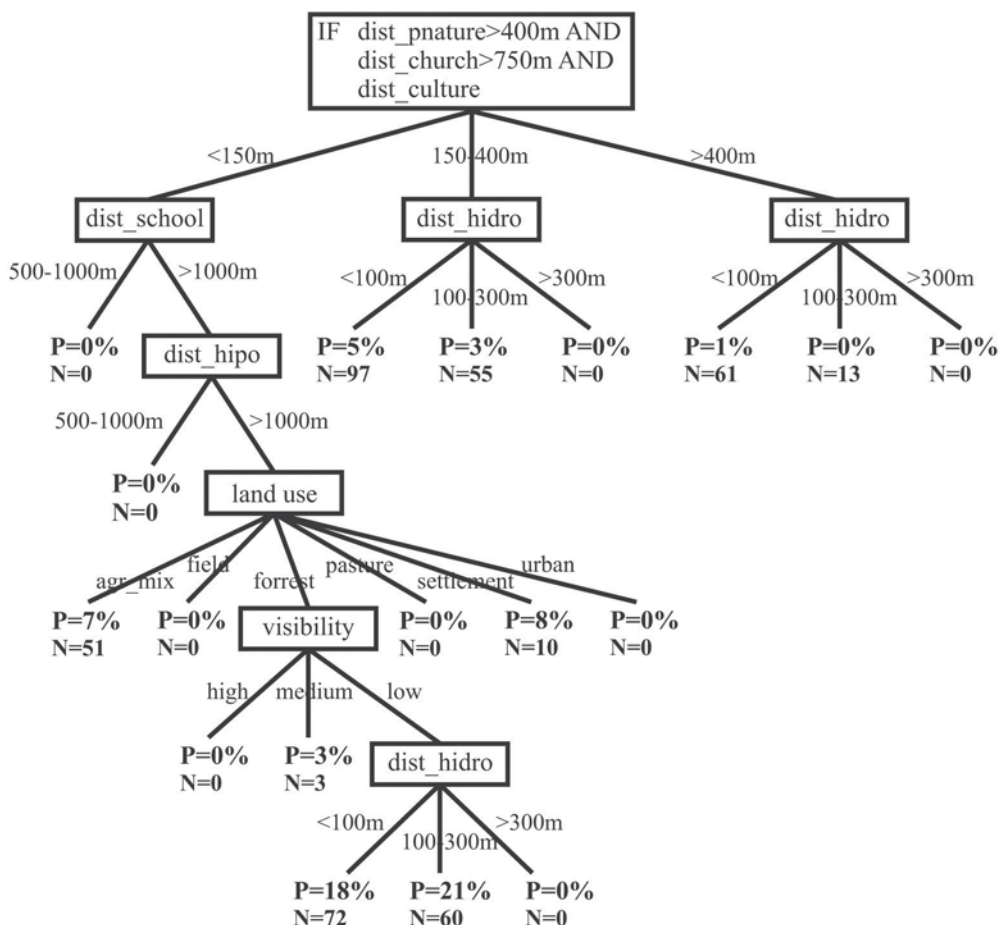 IF dist_pnature>400m AND
dist_church>750m AND
dist_culture
<150m
150-400m
>400m
dist_school
dist_hidro
dist_hidro
500-1000m
>1000m
<100m
100-300m
>300m
<100m
100-300m
>300m
P=0%
N=0
dist_hipo
P=5%
N=97
P=3%
N=55
P=0%
N=0
P=1%
N=61
P=0%
N=13
P=0%
N=0
500-1000m
>1000m
P=0%
N=0
land use
agr_mix
field
forrest
pasture
settlement
urban
P=7%
N=51
P=0%
N=0
visibility
P=0%
N=0
P=8%
N=10
P=0%
N=0
high
medium
low
P=0%
N=0
P=3%
N=3
dist_hidro
<100m
100-300m
>300m
P=18%
N=72
P=21%
N=60
P=0%
N=0